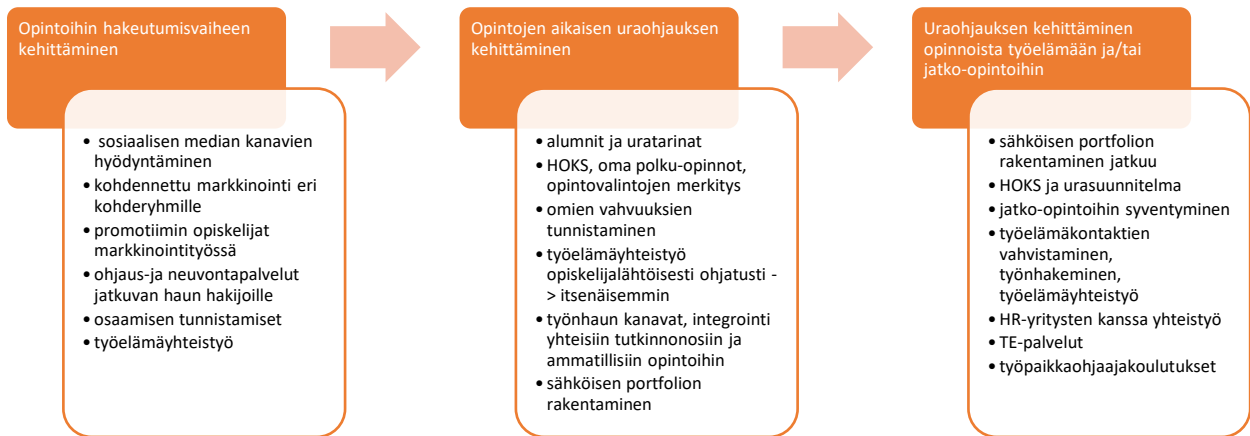 Opintoihin hakeutumisvaiheen
kehittäminen
• sosiaalisen median kanavien
hyödyntäminen
• kohdennettu markkinointi eri
kohderyhmille
• promotiimin opiskelijat
markkinointityössä
• ohjaus-ja neuvontapalvelut
jatkuvan haun hakijoille
• osaamisen tunnistamiset
• työelämäyhteistyö
Opintojen aikaisen uraohjauksen
kehittäminen
• alumnit ja uratarinat
• HOKS, oma polku-opinnot,
opintovalintojen merkitys
• omien vahvuuksien
tunnistaminen
• työelämäyhteistyö
opiskelijalähtöisesti ohjatusti -
> itsenäisemmin
• työnhaun kanavat, integrointi
yhteisiin tutkinnonosiin ja
ammatillisiin opintoihin
• sähköisen portfolion
rakentaminen
Uraohjauksen kehittäminen
opinnoista työelämään ja/tai
jatko-opintoihin
• sähköisen portfolion
rakentaminen jatkuu
• HOKS ja urasuunnitelma
• jatko-opintoihin syventyminen
• työelämäkontaktien
vahvistaminen,
työnhakeminen,
työelämäyhteistyö
• HR-yritysten kanssa yhteistyö
• TE-palvelut
• työpaikkaohjaajakoulutukset